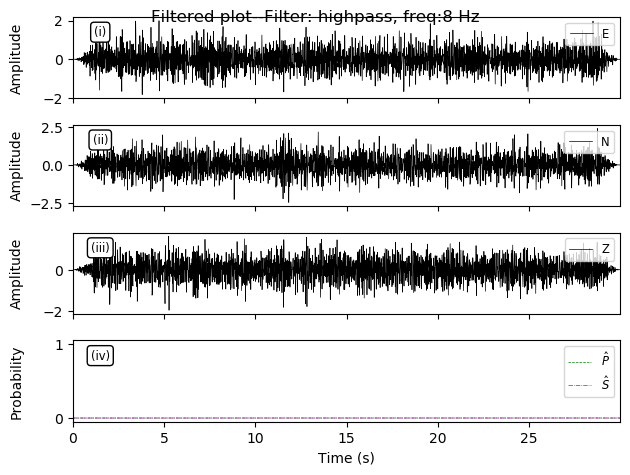 Filtered plot--Filter: highpass, freq:8 Hz
Amplitude
2
0
−2
(i)
E
Amplitude
2.5
0.0
−2.5
(ii)
N
Amplitude
0
−2
(iii)
Z
Probability
1
0
(iv)
P̂
Ŝ
0 5 10 15 20 25
Time (s)